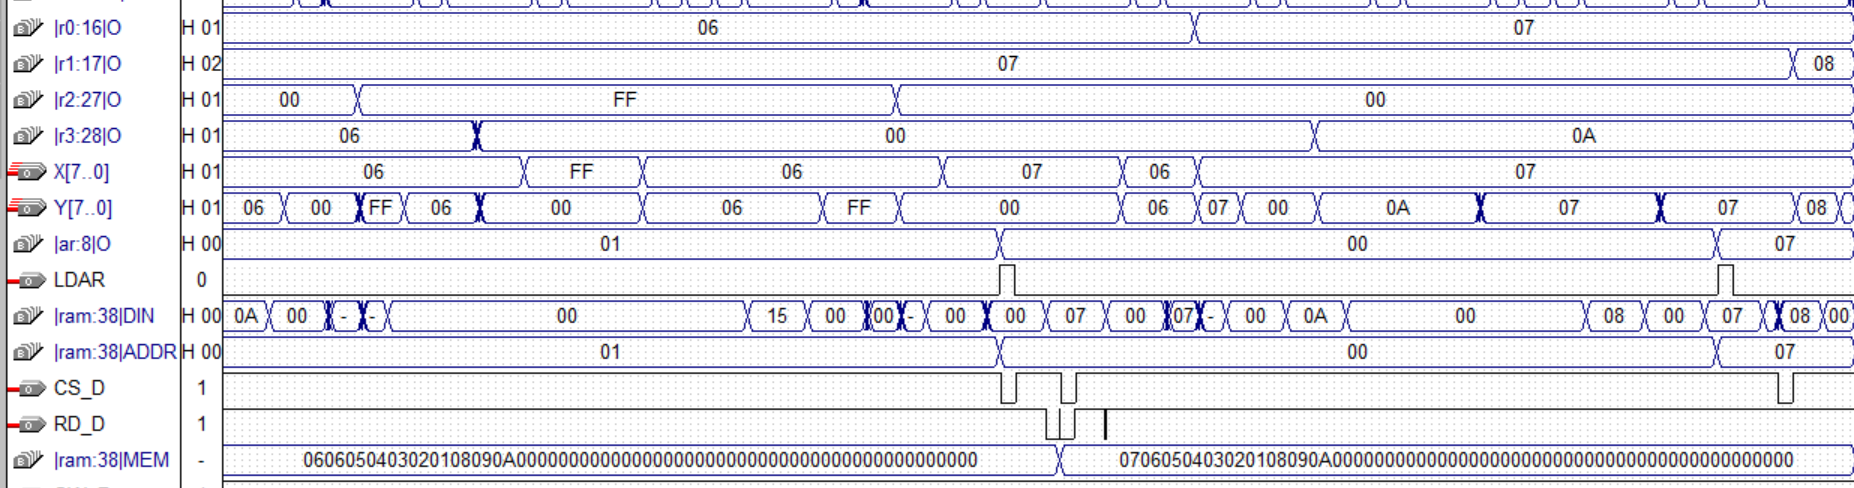 |r0:16|O H 01 06 07
|r1:17|O H 02 07 08
|r2:27|O H 01 00 FF 00
|r3:28|O H 01 06 00 0A
X[7..0] H 01 06 FF 06 07 06 07
Y[7..0] H 01 06 00 FF 06 00 06 FF 00 06 07 00 0A 07 07 08
|ar:8|O H 00 01 00 07
LDAR 0
|ram:38|DIN H 00 0A 00 - - 00 15 00 00 - 00 00 07 00 07 - 00 0A 00 08 00 07 08 00
|ram:38|ADDR H 00 01 00 07
CS_D 1
RD_D 1
|ram:38|MEM -